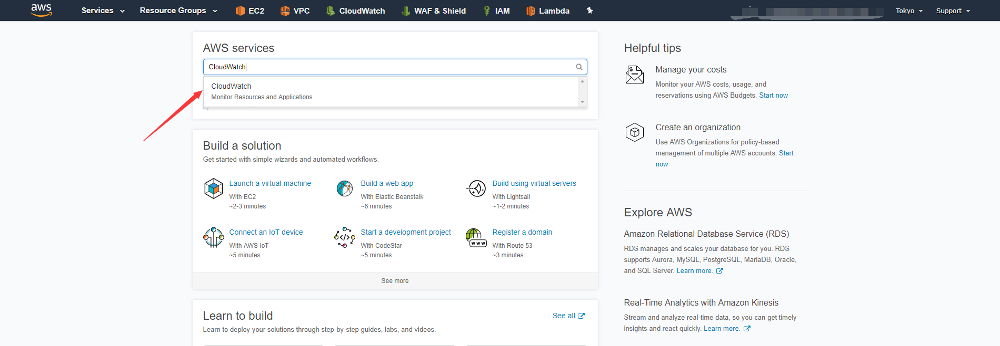 aws Services Resource Groups EC2 VPC CloudWatch WAF & Shield IAM Lambda Tokyo Support
AWS services
CloudWatch
CloudWatch
Monitor Resources and Applications
Build a solution
Get started with simple wizards and automated workflows.
Launch a virtual machine
With EC2
~2-3 minutes
Build a web app
With Elastic Beanstalk
~6 minutes
Build using virtual servers
With Lightsail
~1-2 minutes
Connect an IoT device
With AWS IoT
~5 minutes
Start a development project
With CodeStar
~5 minutes
Register a domain
With Route 53
~3 minutes
See more
Learn to build
See all
Learn to deploy your solutions through step-by-step guides, labs, and videos.
Helpful tips
Manage your costs
Monitor your AWS costs, usage, and
reservations using AWS Budgets. Start now
Create an organization
Use AWS Organizations for policy-based
management of multiple AWS accounts. Start
now
Explore AWS
Amazon Relational Database Service (RDS)
RDS manages and scales your database for you. RDS
supports Aurora, MySQL, PostgreSQL, MariaDB, Oracle,
and SQL Server. Learn more.
Real-Time Analytics with Amazon Kinesis
Stream and analyze real-time data, so you can get timely
insights and react quickly. Learn more.